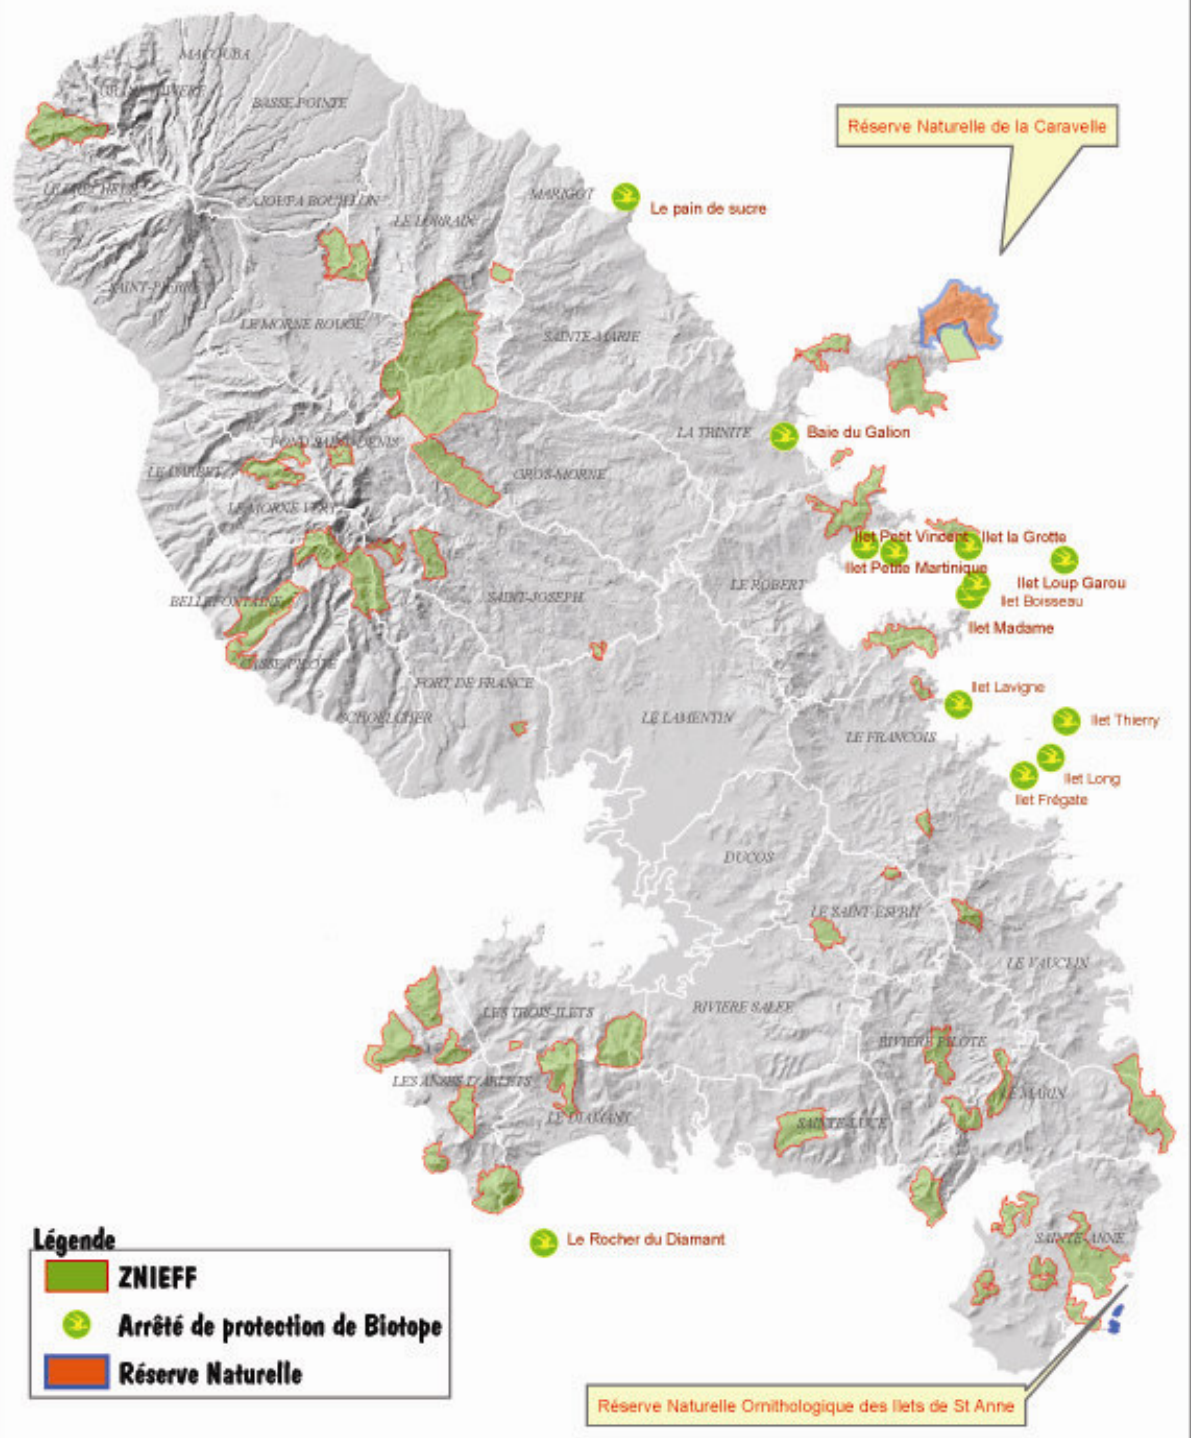 MACOUBA
GRAND-RIVIERE
BASSE POINTE
Réserve Naturelle de la Caravelle
LE PRECHEUR
AJOUPA BOUILLON
MARIGOT
Le pain de sucre
LE LORRAIN
SAINT-PIERRE
LE MORNE ROUGE
SAINTE-MARIE
LA TRINITE
Baie du Galion
FOND SAINT-DENIS
LE CARBET
GROS-MORNE
LE MORNE VERT
Ilet Petit Vincent
Ilet la Grotte
Ilet Petite Martinique
Ilet Loup Garou
LE ROBERT
BELLEFONTAINE
SAINT-JOSEPH
Ilet Boisseau
Ilet Madame
CASE-PILOTE
FORT DE FRANCE
Ilet Lavigne
SCHOELCHER
LE LAMENTIN
Ilet Thierry
LE FRANCOIS
Ilet Long
Ilet Frégate
DUCOS
LE SAINT-ESPRIT
LE VAUCLIN
LES TROIS-ILETS
RIVIERE SALEE
RIVIERE PILOTE
LES ANSES D'ARLETS
LE MARIN
LE DIAMANT
SAINTE-LUCE
Le Rocher du Diamant
SAINTE-ANNE
Légende
ZNIEFF
Arrêté de protection de Biotope
Réserve Naturelle
Réserve Naturelle Ornithologique des Ilets de St Anne